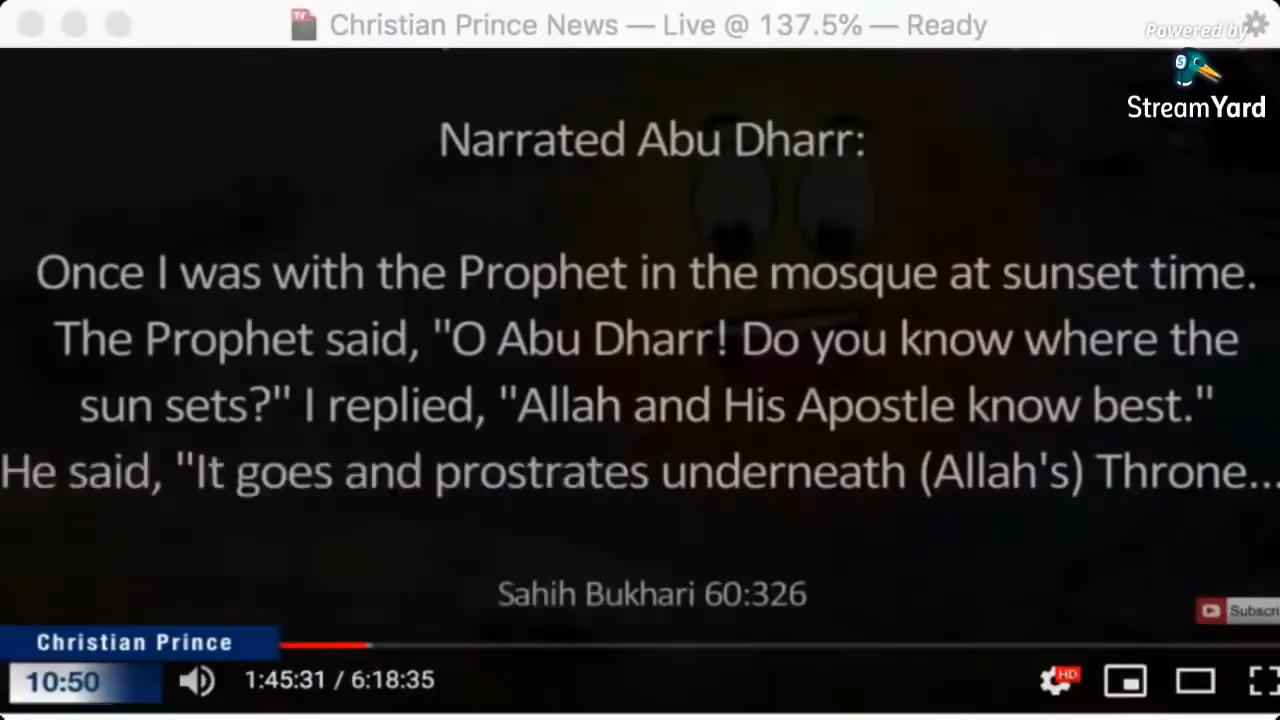 Christian Prince News — Live @ 137.5% — Ready
Powered by
StreamYard
Narrated Abu Dharr:
Once I was with the Prophet in the mosque at sunset time.
The Prophet said, "O Abu Dharr! Do you know where the
sun sets?" I replied, "Allah and His Apostle know best."
He said, "It goes and prostrates underneath (Allah's) Throne...
Sahih Bukhari 60:326
Subscri
Christian Prince
10:50
1:45:31 / 6:18:35
HD